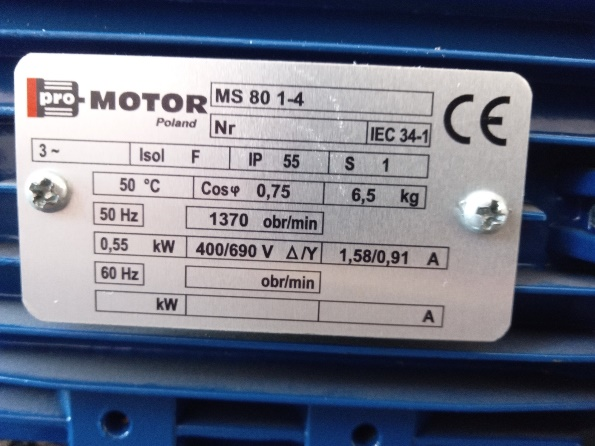 pro-MOTOR MS 80 1-4
Poland
Nr IEC 34-1
3 ~ Isol F IP 55 S 1
50 °C Cos φ 0,75 6,5 kg
50 Hz 1370 obr/min
0,55 kW 400/690 V Δ/Y 1,58/0,91 A
60 Hz obr/min
kW A
CE